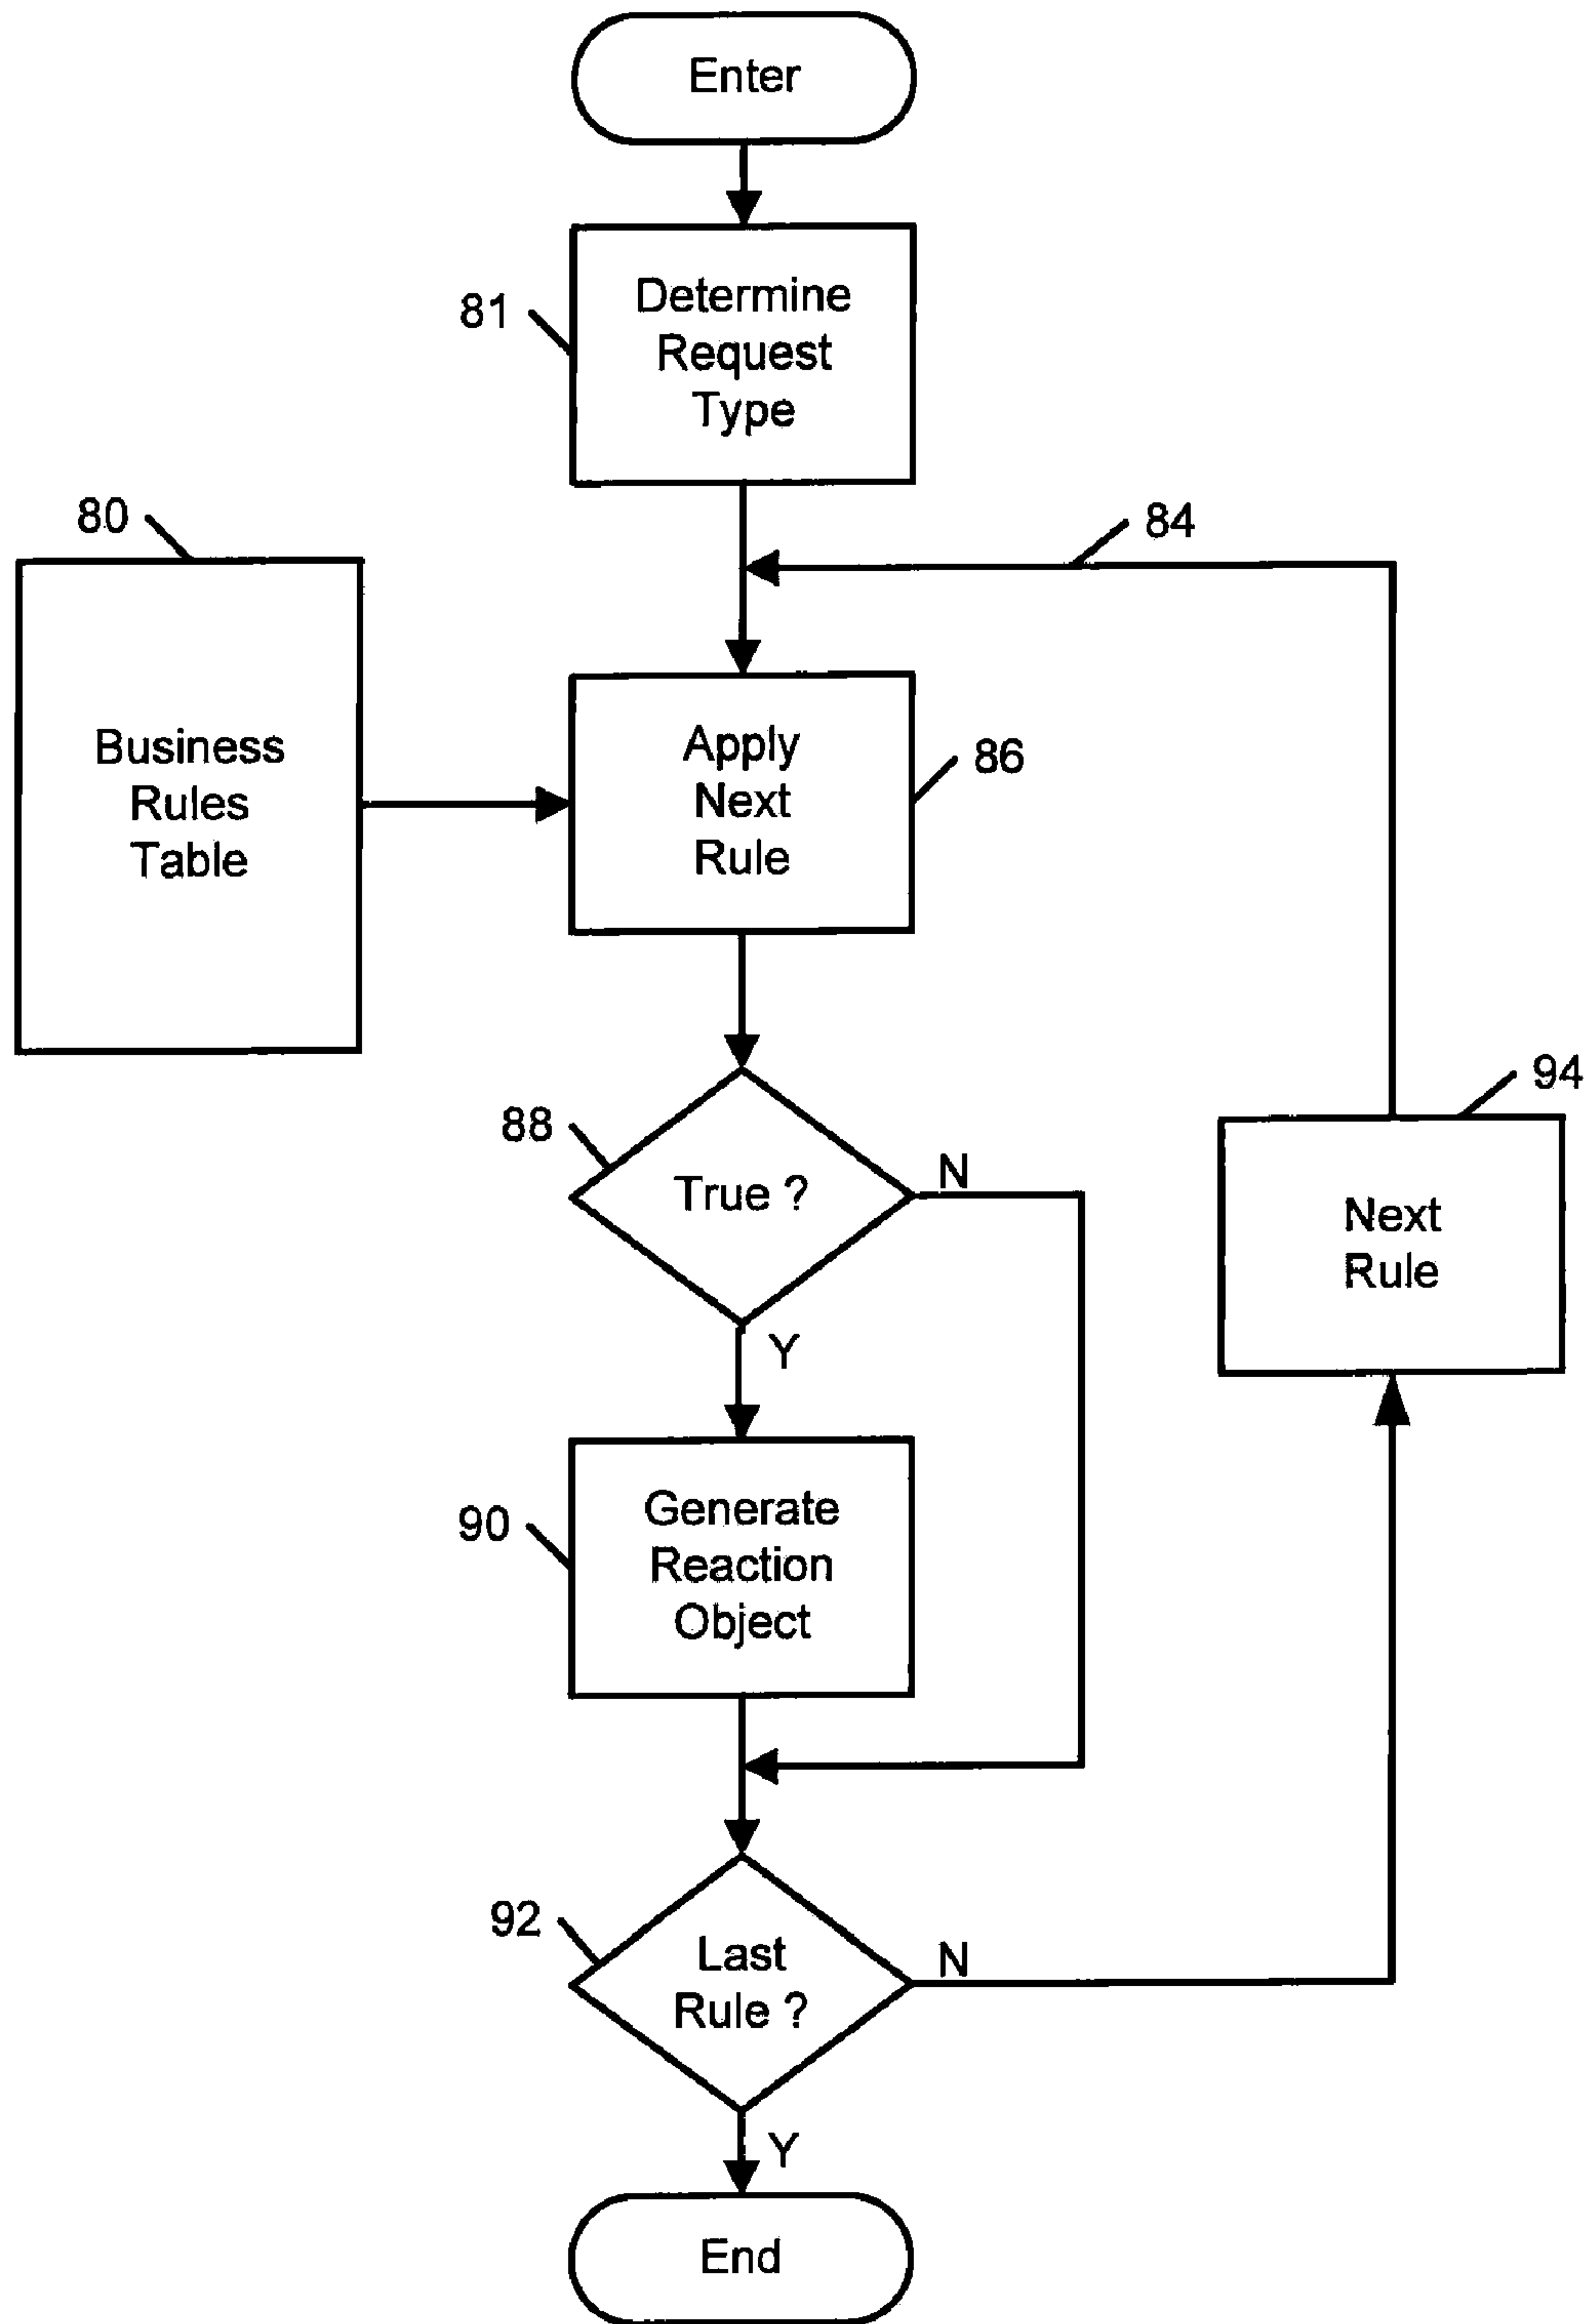 Enter
81
Determine
Request
Type
80
84
Business
Rules
Table
Apply
Next
Rule
86
88
True ?
N
Y
94
Next
Rule
90
Generate
Reaction
Object
92
Last
Rule ?
N
Y
End